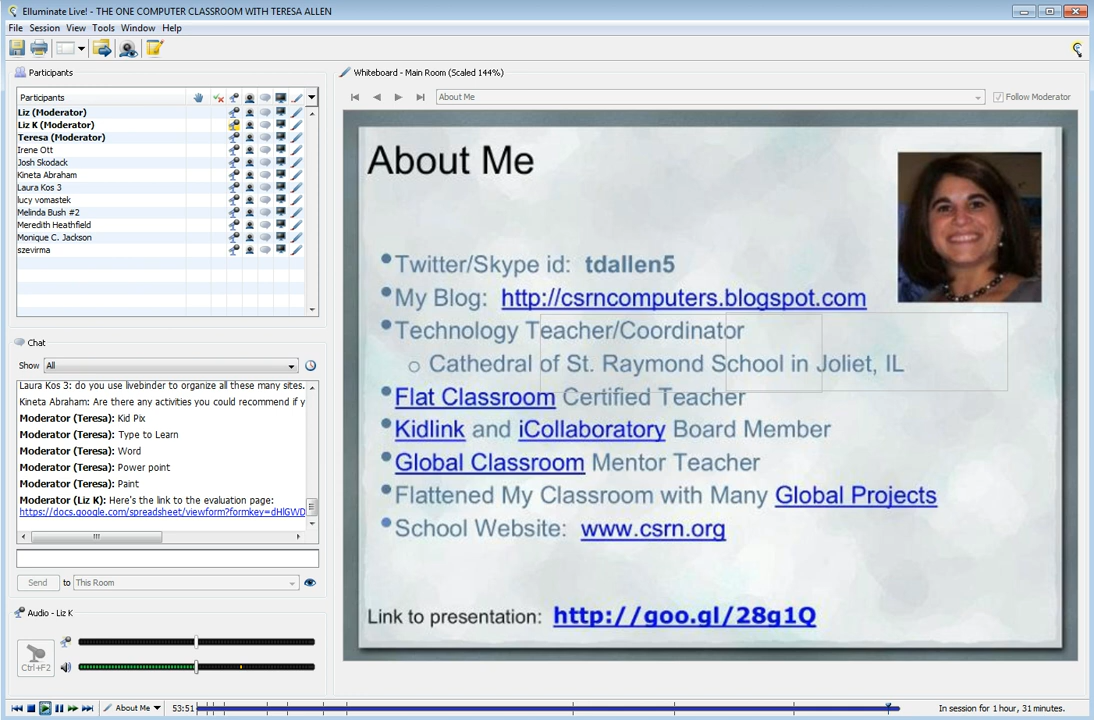 Elluminate Live! - THE ONE COMPUTER CLASSROOM WITH TERESA ALLEN
File Session View Tools Window Help
Participants
Participants
Liz (Moderator)
Liz K (Moderator)
Teresa (Moderator)
Irene Ott
Josh Skodack
Kineta Abraham
Laura Kos 3
lucy vomastek
Melinda Bush #2
Meredith Heathfield
Monique C. Jackson
szevirma
Chat
Show All
Laura Kos 3: do you use livebinder to organize all these many sites.
Kineta Abraham: Are there any activities you could recommend if y
Moderator (Teresa): Kid Pix
Moderator (Teresa): Type to Learn
Moderator (Teresa): Word
Moderator (Teresa): Power point
Moderator (Teresa): Paint
Moderator (Liz K): Here's the link to the evaluation page:
https://docs.google.com/spreadsheet/viewform?formkey=dHlGWD
Send to This Room
Audio - Liz K
Ctrl+F2
Whiteboard - Main Room (Scaled 144%)
About Me
Follow Moderator
About Me
Twitter/Skype id: tdallen5
My Blog: http://csrncomputers.blogspot.com
Technology Teacher/Coordinator
Cathedral of St. Raymond School in Joliet, IL
Flat Classroom Certified Teacher
Kidlink and iCollaboratory Board Member
Global Classroom Mentor Teacher
Flattened My Classroom with Many Global Projects
School Website: www.csrn.org
Link to presentation: http://goo.gl/28g1Q
About Me 53:51 In session for 1 hour, 31 minutes.